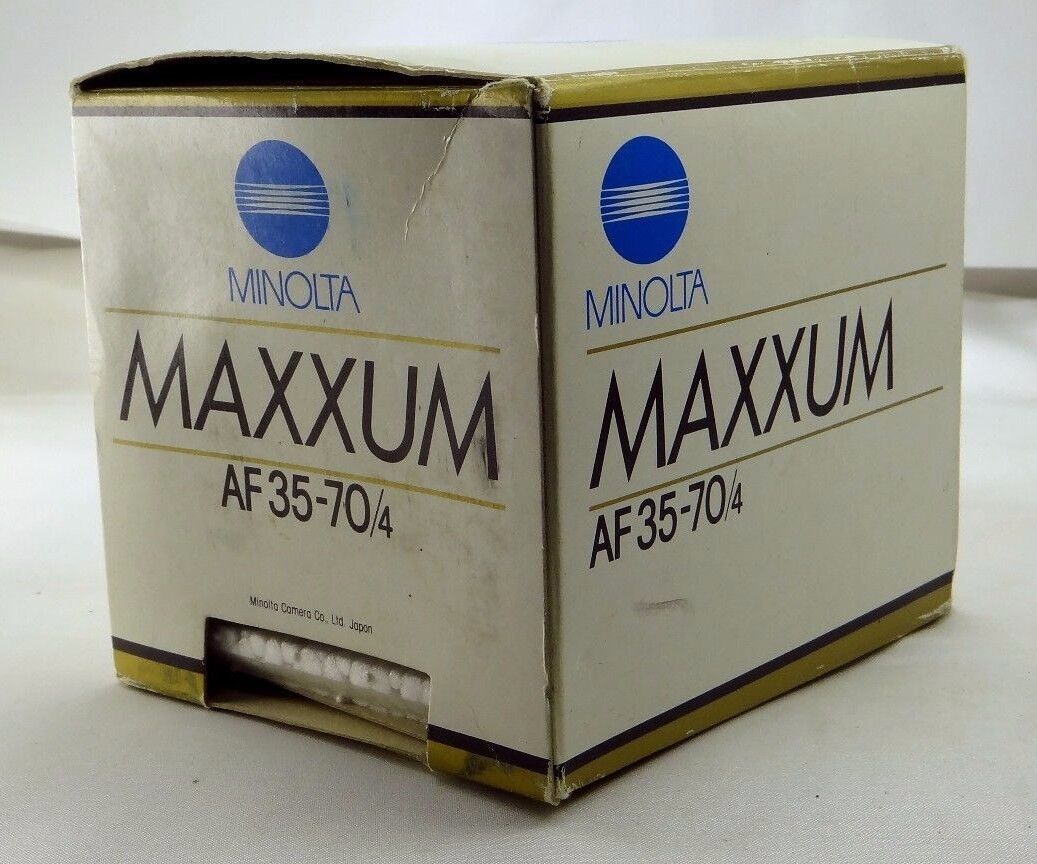 MINOLTA
MAXXUM
AF 35-70/4
Minolta Camera Co., Ltd. Japan
MINOLTA
MAXXUM
AF 35-70/4